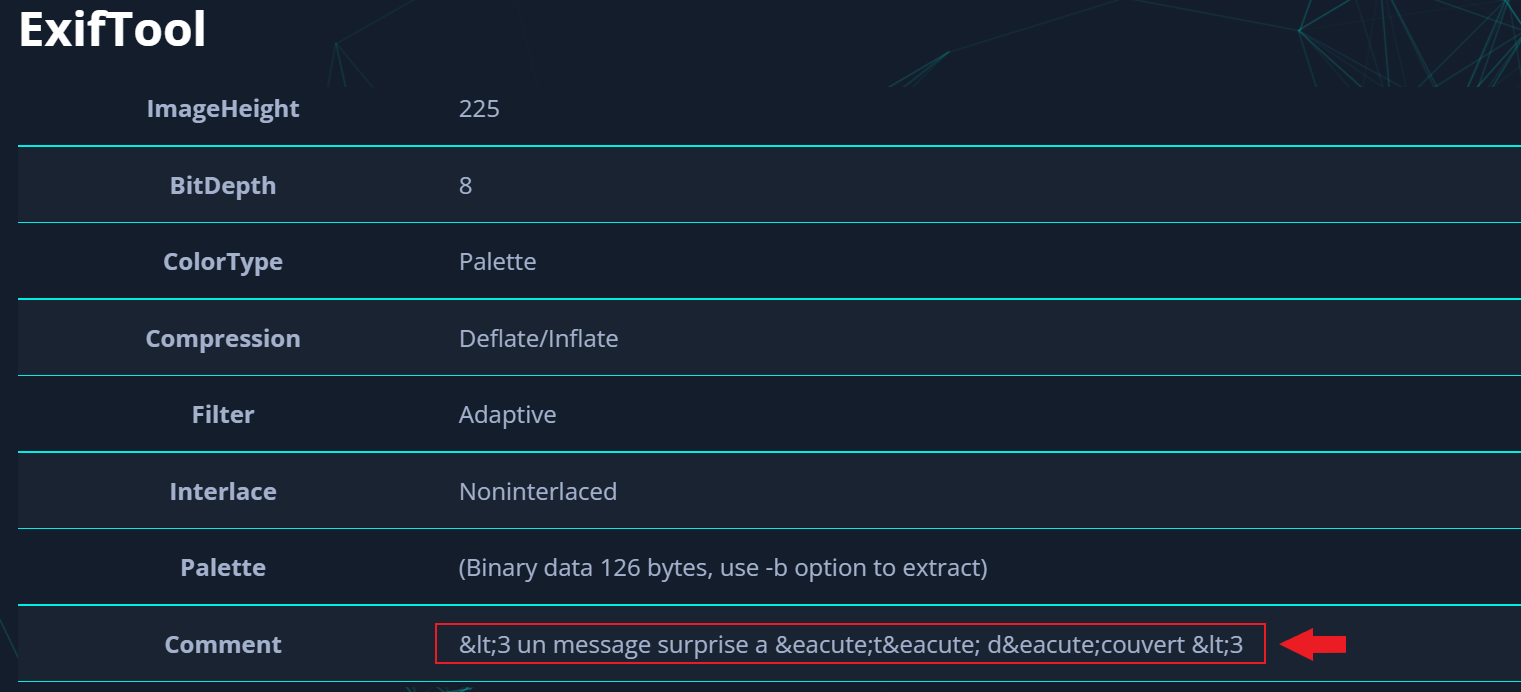 ExifTool
ImageHeight 225
BitDepth 8
ColorType Palette
Compression Deflate/Inflate
Filter Adaptive
Interlace Noninterlaced
Palette (Binary data 126 bytes, use -b option to extract)
Comment &lt;3 un message surprise a &eacute;t&eacute; d&eacute;couvert &lt;3